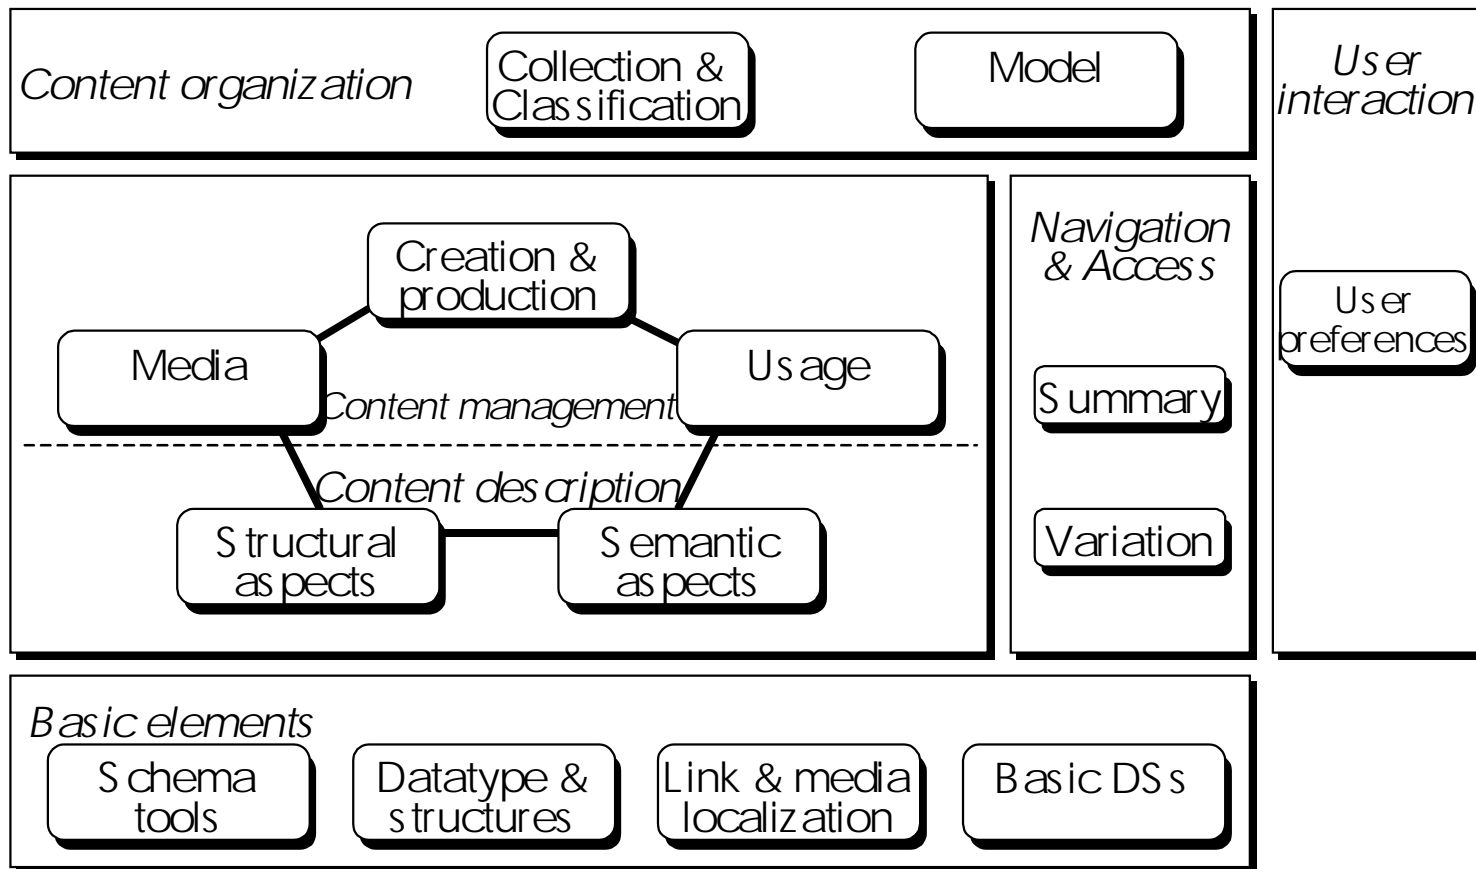 Content organization
Collection &
Classification
Model
User
interaction
Creation &
production
Media
Usage
Content management
Content description
Structural
aspects
Semantic
aspects
Navigation
& Access
Summary
Variation
User
preferences
Basic elements
Schema
tools
Datatype &
structures
Link & media
localization
Basic DSs